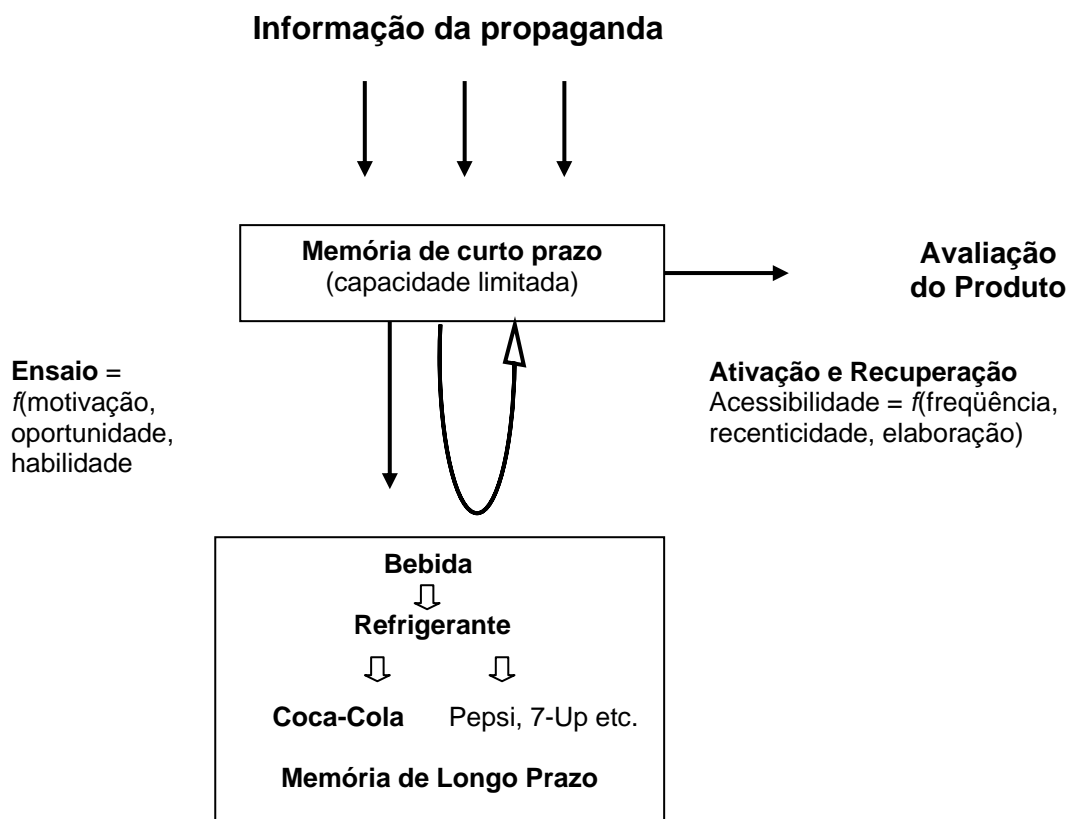 Informação da propaganda
Memória de curto prazo
(capacidade limitada)
Avaliação
do Produto
Ensaio =
f(motivação,
oportunidade,
habilidade
Ativação e Recuperação
Acessibilidade = f(freqüência,
recenticidade, elaboração)
Bebida
Refrigerante
Coca-Cola Pepsi, 7-Up etc.
Memória de Longo Prazo